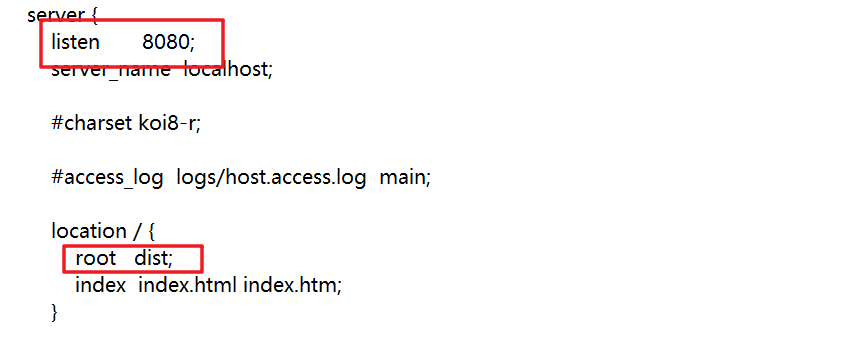 server {
listen 8080;
server_name localhost;
#charset koi8-r;
#access_log logs/host.access.log main;
location / {
root dist;
index index.html index.htm;
}